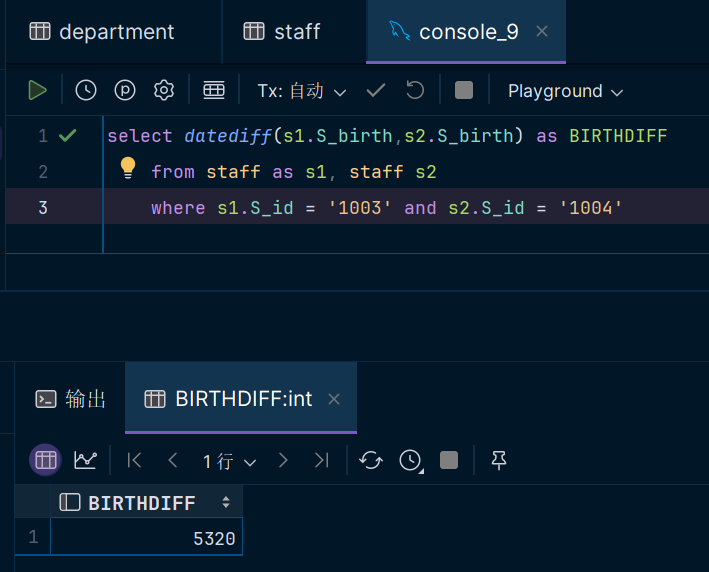 department staff console_9
Tx: 自动 Playground
1 select datediff(s1.S_birth,s2.S_birth) as BIRTHDIFF
2 from staff as s1, staff s2
3 where s1.S_id = '1003' and s2.S_id = '1004'
输出 BIRTHDIFF:int
1 行
BIRTHDIFF
1 5320